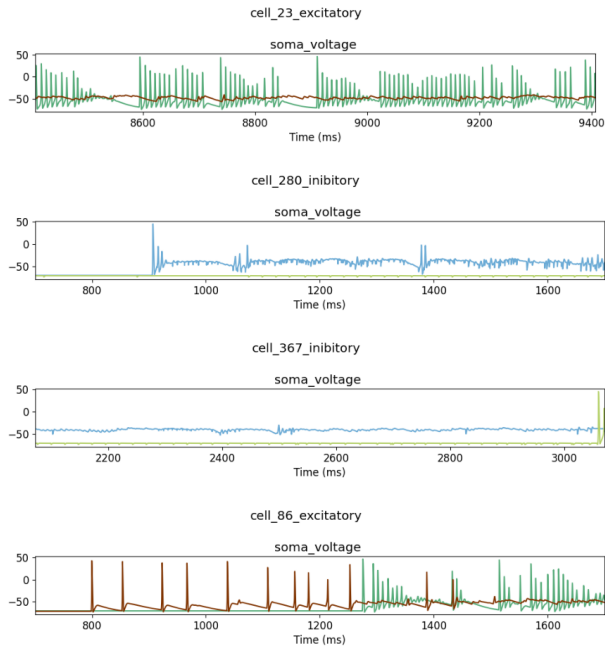 cell_23_excitatory
soma_voltage
50
0
−50
8600 8800 9000 9200 9400
Time (ms)
cell_280_inibitory
soma_voltage
50
0
−50
800 1000 1200 1400 1600
Time (ms)
cell_367_inibitory
soma_voltage
50
0
−50
2200 2400 2600 2800 3000
Time (ms)
cell_86_excitatory
soma_voltage
50
0
−50
800 1000 1200 1400 1600
Time (ms)